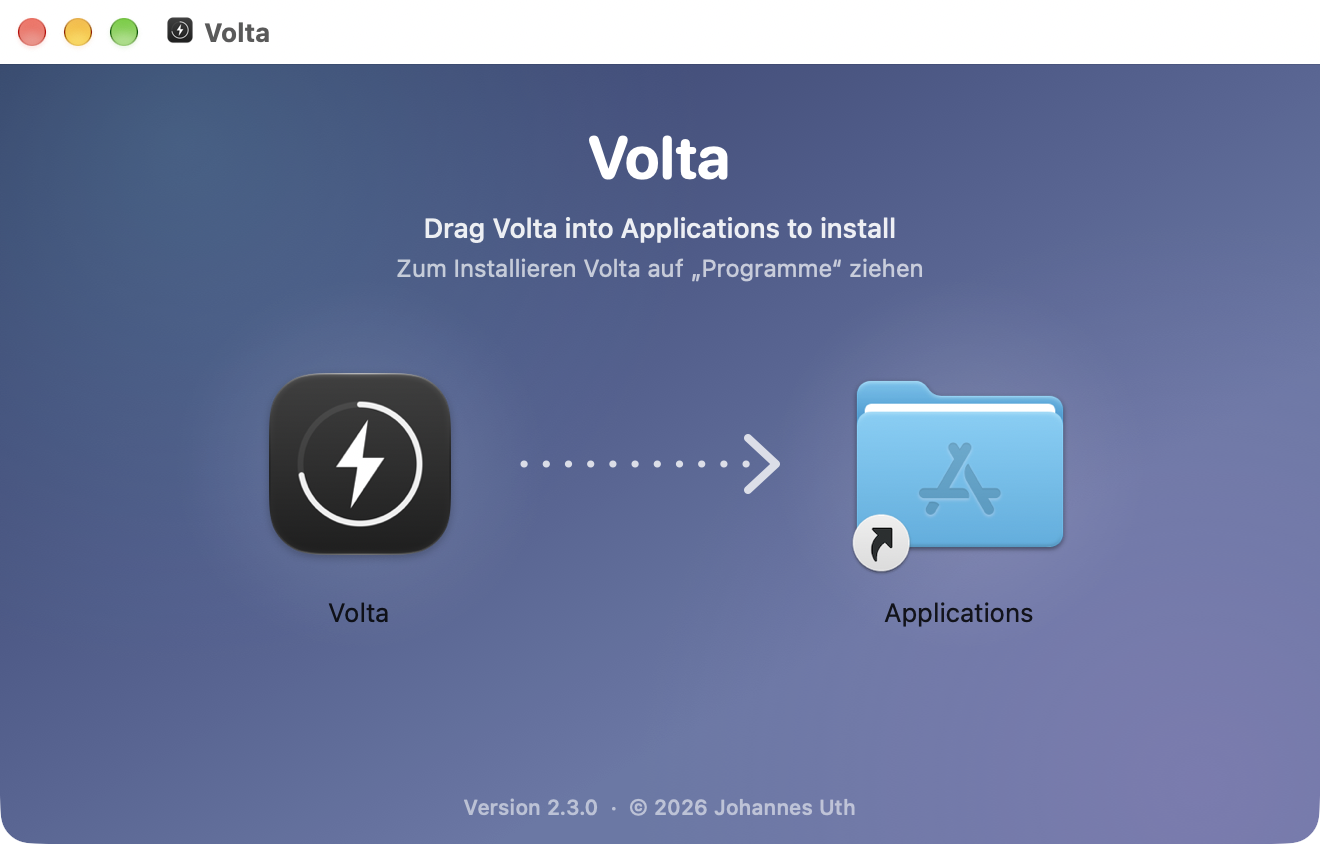 Volta
Volta
Drag Volta into Applications to install
Zum Installieren Volta auf „Programme“ ziehen
Volta
Applications
Version 2.3.0 · © 2026 Johannes Uth